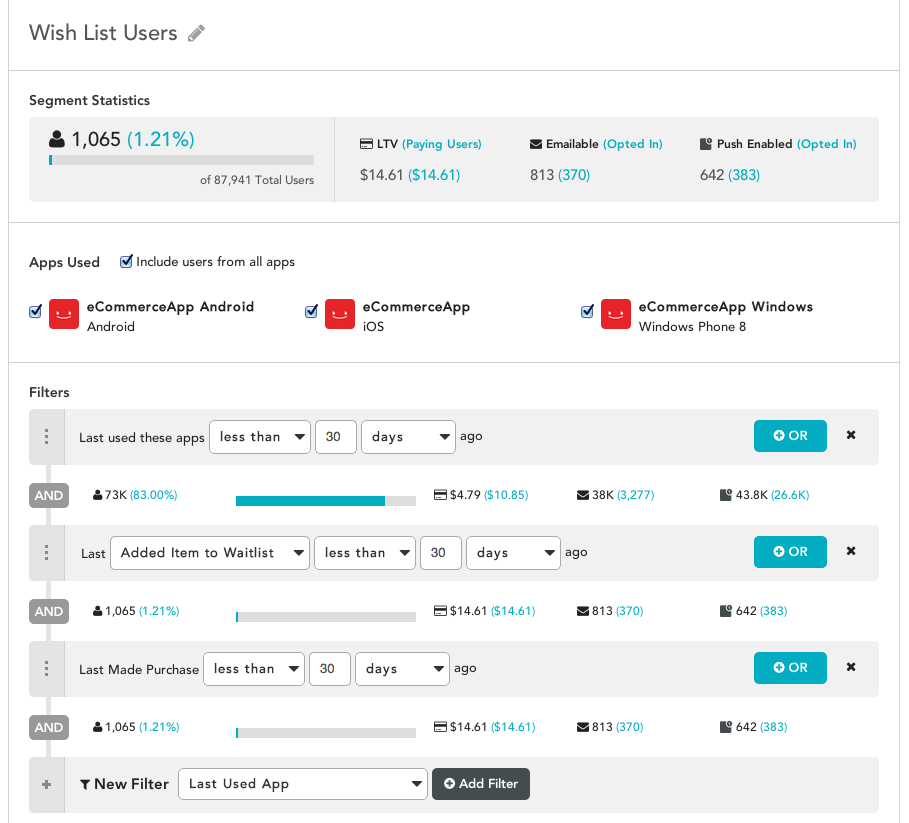 Wish List Users
Segment Statistics
1,065 (1.21%)
of 87,941 Total Users
LTV (Paying Users)
$14.61 ($14.61)
Emailable (Opted In)
813 (370)
Push Enabled (Opted In)
642 (383)
Apps Used
Include users from all apps
eCommerceApp Android
Android
eCommerceApp
iOS
eCommerceApp Windows
Windows Phone 8
Filters
Last used these apps less than 30 days ago OR
AND 73K (83.00%) $4.79 ($10.85) 38K (3,277) 43.8K (26.6K)
Last Added Item to Waitlist less than 30 days ago OR
AND 1,065 (1.21%) $14.61 ($14.61) 813 (370) 642 (383)
Last Made Purchase less than 30 days ago OR
AND 1,065 (1.21%) $14.61 ($14.61) 813 (370) 642 (383)
New Filter Last Used App Add Filter